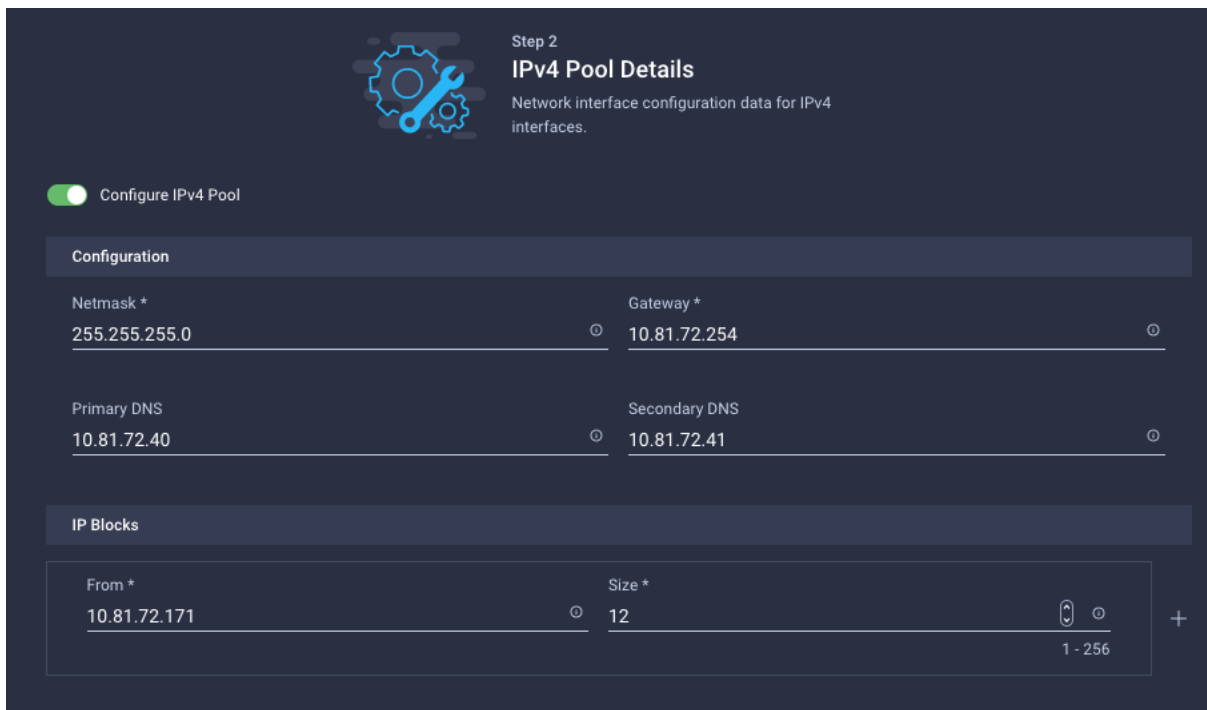 Step 2
IPv4 Pool Details
Network interface configuration data for IPv4
interfaces.
Configure IPv4 Pool
Configuration
Netmask *
Gateway *
255.255.255.0
10.81.72.254
Primary DNS
Secondary DNS
10.81.72.40
10.81.72.41
IP Blocks
From *
Size *
10.81.72.171
12
1 - 256